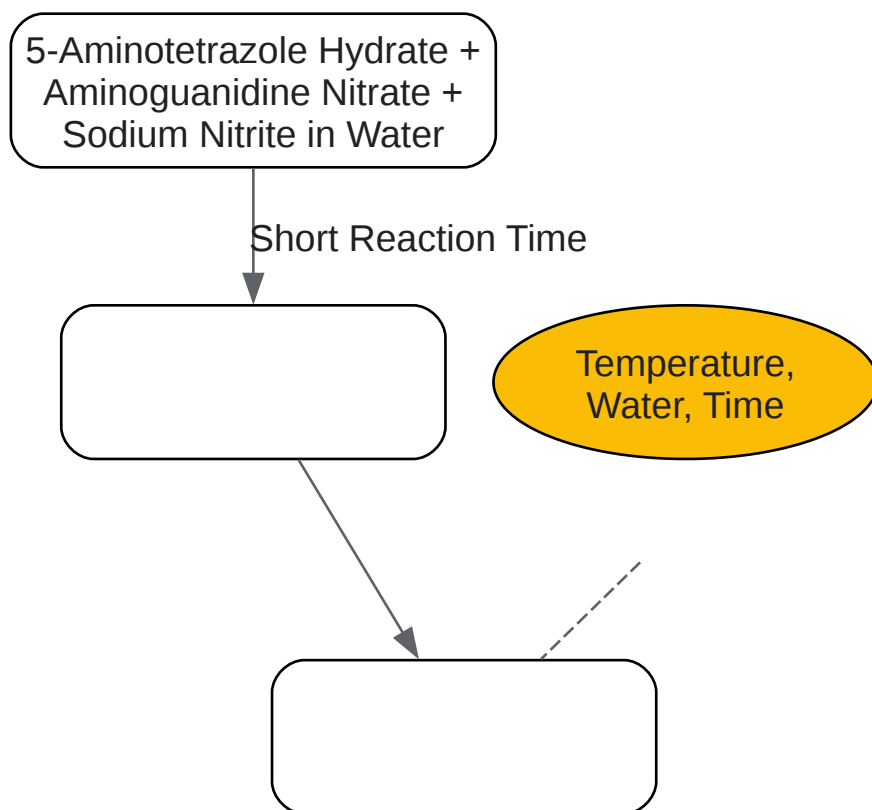 5-Aminotetrazole Hydrate +
Aminoguanidine Nitrate +
Sodium Nitrite in Water
Short Reaction Time
Temperature,
Water, Time